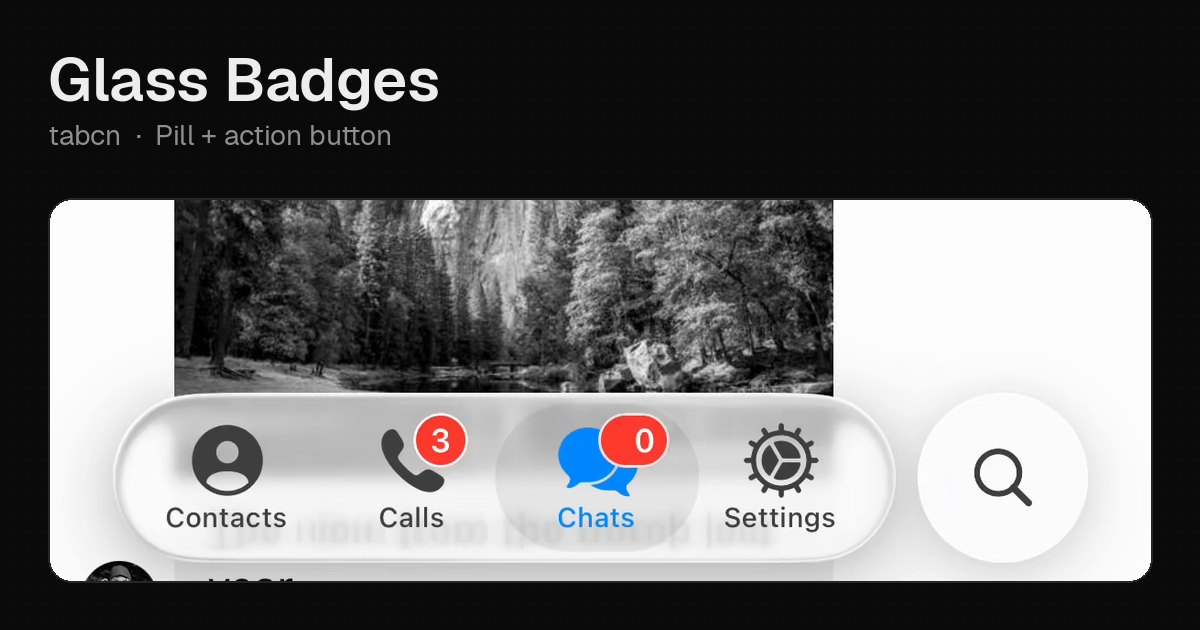 Glass Badges
tabcn · Pill + action button
3
0
Contacts
Calls
Chats
Settings